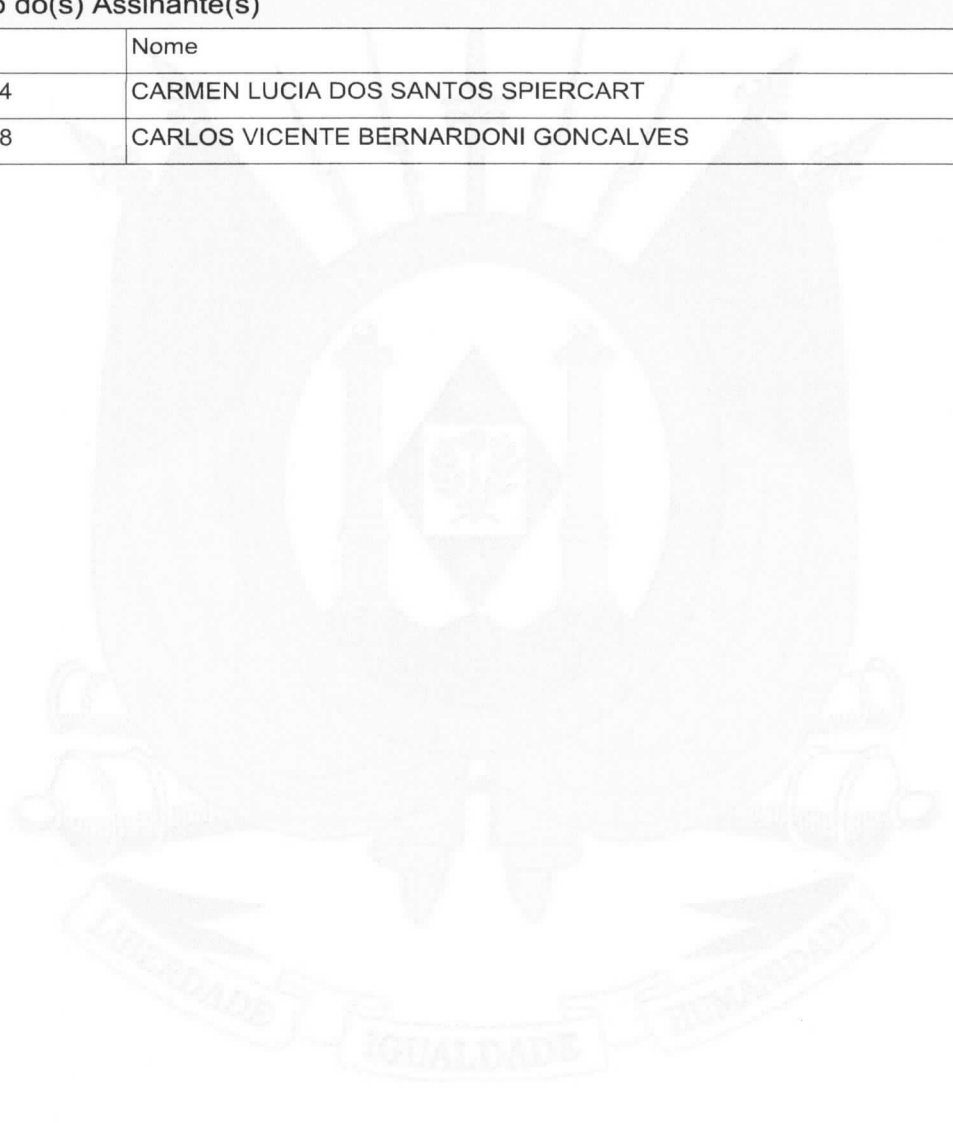 do(s) Assinante(s)
Nome
4 CARMEN LUCIA DOS SANTOS SPIERCART
8 CARLOS VICENTE BERNARDONI GONCALVES
LIBERDADE IGUALDADE HUMANIDADE